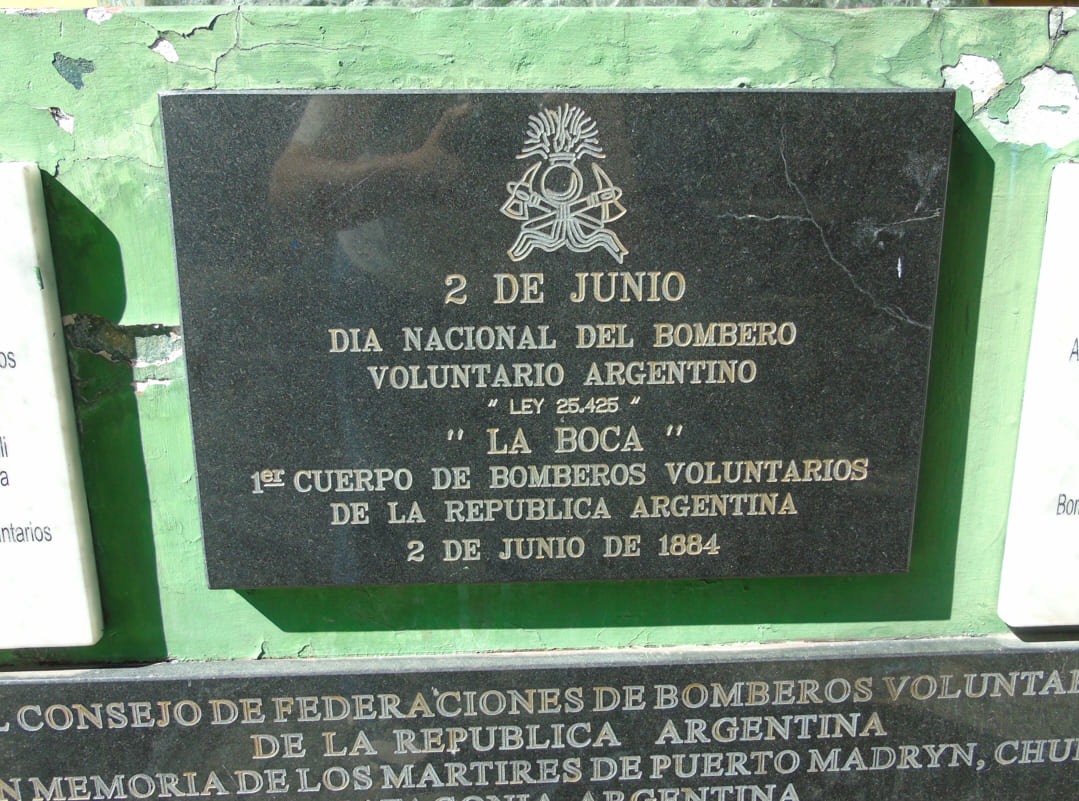 2 DE JUNIO
DIA NACIONAL DEL BOMBERO
VOLUNTARIO ARGENTINO
" LEY 25.425 "
" LA BOCA "
1er CUERPO DE BOMBEROS VOLUNTARIOS
DE LA REPUBLICA ARGENTINA
2 DE JUNIO DE 1884
CONSEJO DE FEDERACIONES DE BOMBEROS
DE LA REPUBLICA ARGENTINA
MEMORIA DE LOS MARTIRES DE PUERTO MADRYN,
ARGENTINA